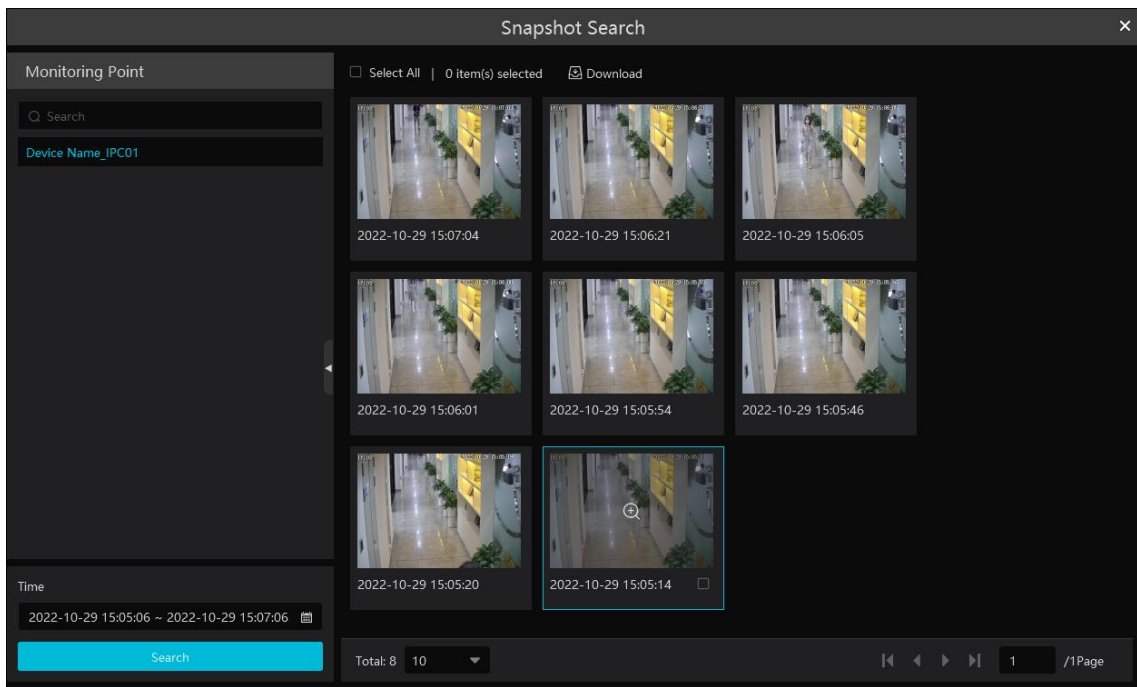 Snapshot Search
Monitoring Point
Search
Device Name_IPC01
Time
2022-10-29 15:05:06 ~ 2022-10-29 15:07:06
Search
Select All | 0 item(s) selected Download
2022-10-29 15:07:04
2022-10-29 15:06:21
2022-10-29 15:06:05
2022-10-29 15:06:01
2022-10-29 15:05:54
2022-10-29 15:05:46
2022-10-29 15:05:20
2022-10-29 15:05:14
Total: 8 10
1 /1Page